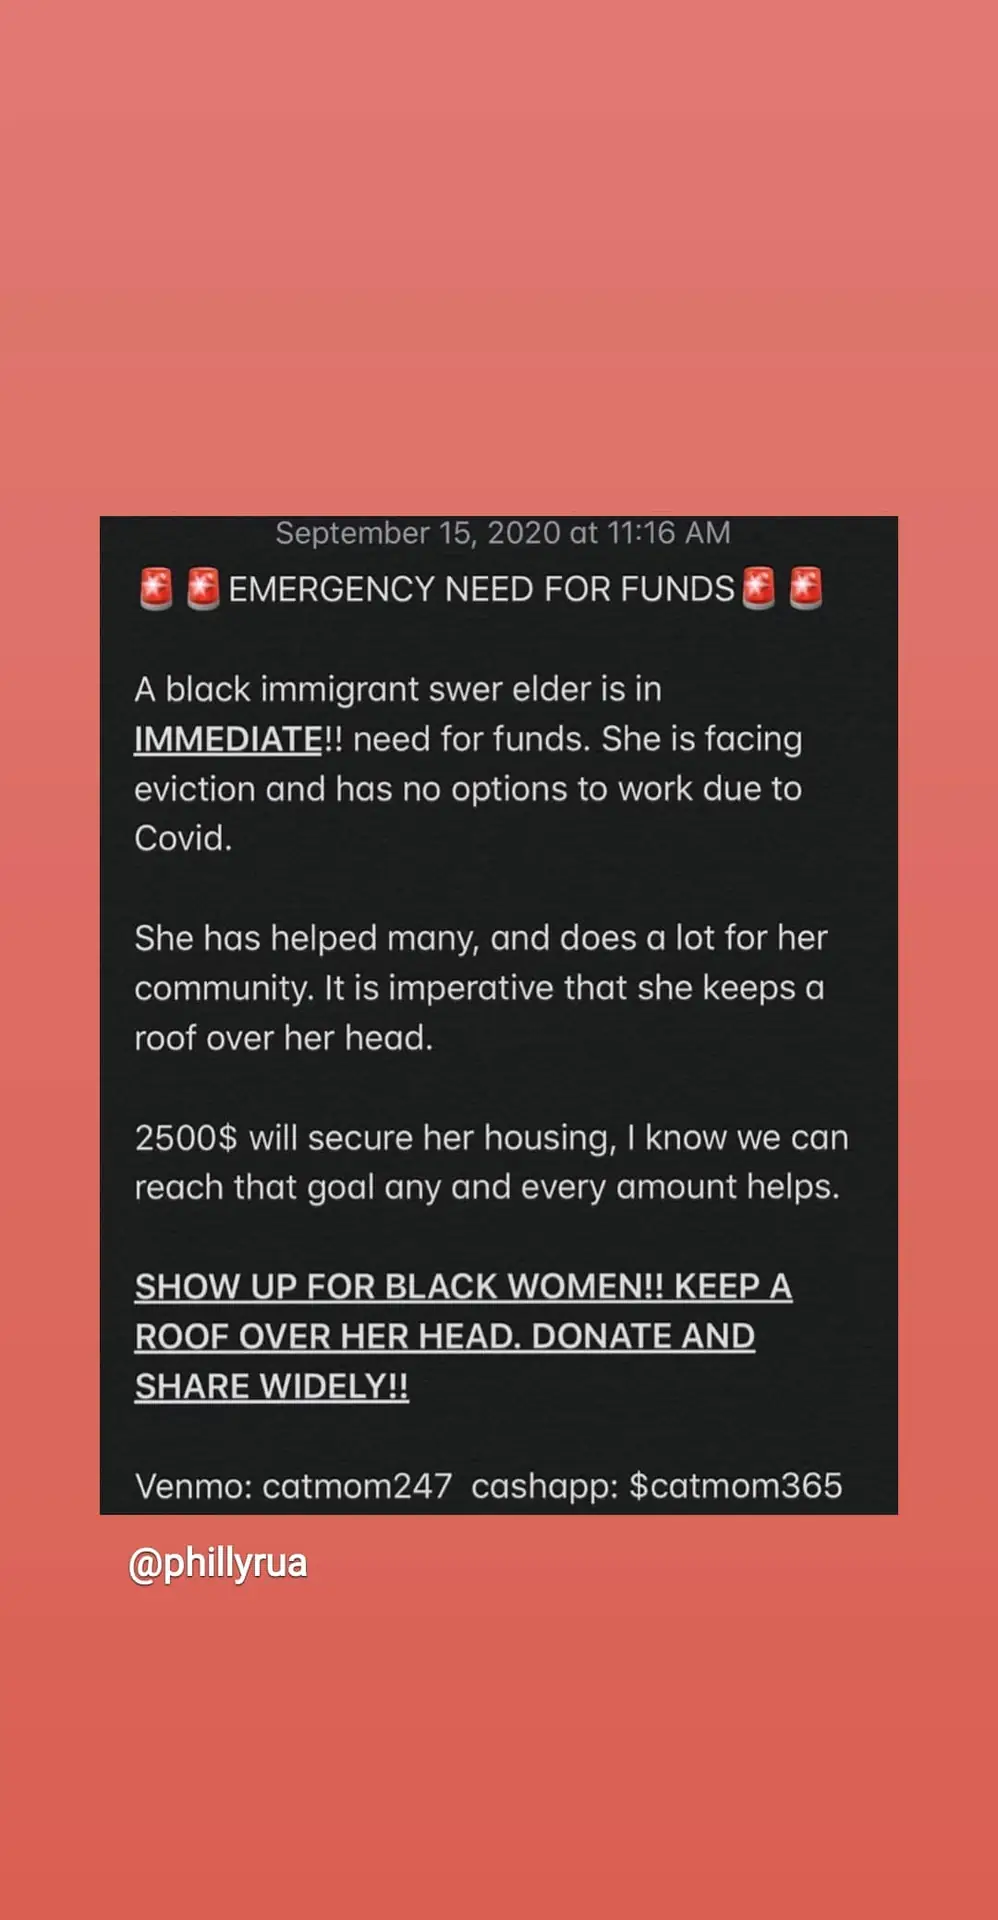 September 15, 2020 at 11:16 AM
🚨🚨EMERGENCY NEED FOR FUNDS🚨🚨
A black immigrant swer elder is in
IMMEDIATE!! need for funds. She is facing
eviction and has no options to work due to
Covid.
She has helped many, and does a lot for her
community. It is imperative that she keeps a
roof over her head.
2500$ will secure her housing, I know we can
reach that goal any and every amount helps.
SHOW UP FOR BLACK WOMEN!! KEEP A
ROOF OVER HER HEAD. DONATE AND
SHARE WIDELY!!
Venmo: catmom247 cashapp: $catmom365
@phillyrua